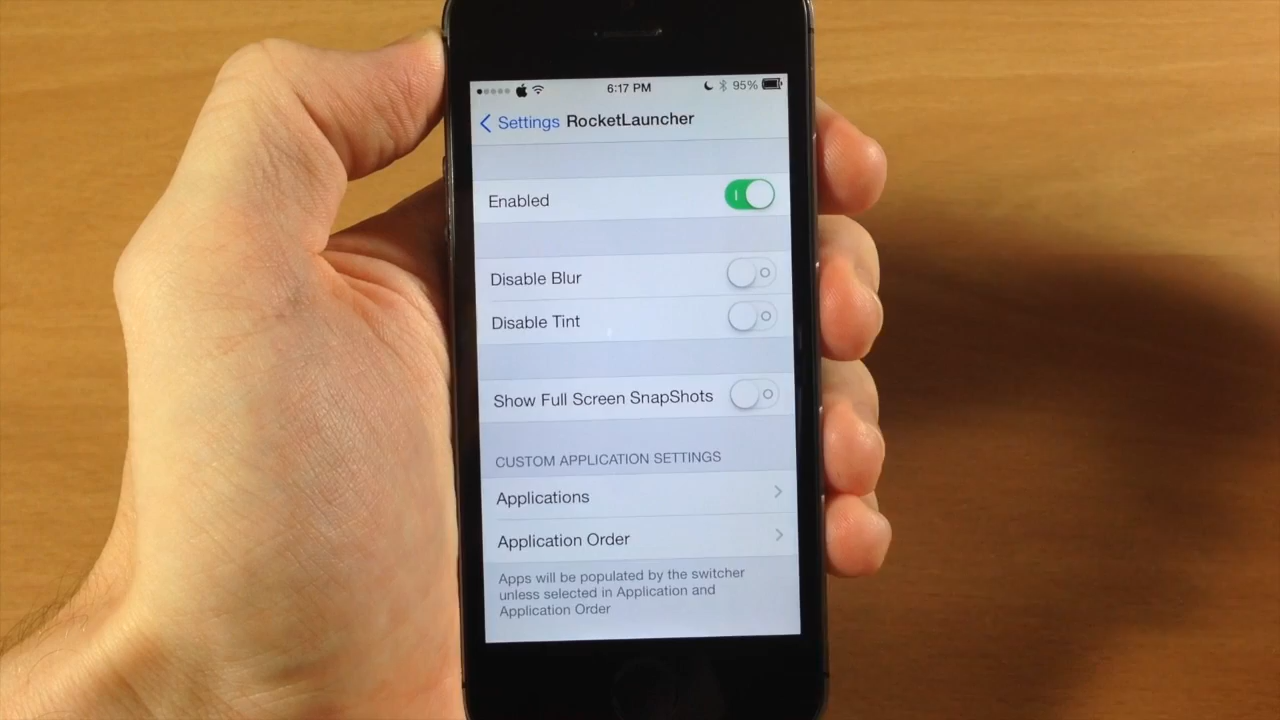 6:17 PM 95%
Settings RocketLauncher
Enabled
Disable Blur
Disable Tint
Show Full Screen SnapShots
CUSTOM APPLICATION SETTINGS
Applications
Application Order
Apps will be populated by the switcher
unless selected in Application and
Application Order